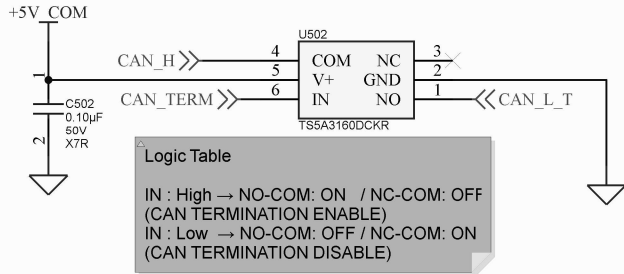 +5V_COM
U502
CAN_H
4
COM
NC
3
1
5
V+
GND
2
CAN_TERM
6
IN
NO
1
CAN_L_T
TS5A3160DCKR
C502
0.10µF
50V
X7R
2
Logic Table
IN : High → NO-COM: ON / NC-COM: OFF
(CAN TERMINATION ENABLE)
IN : Low → NO-COM: OFF / NC-COM: ON
(CAN TERMINATION DISABLE)